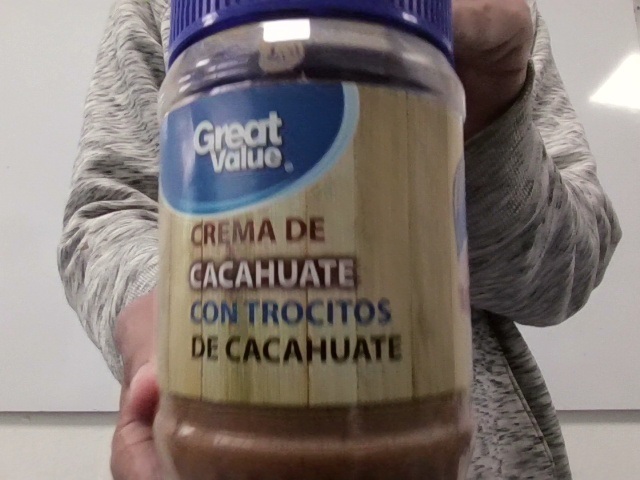 Great
Value
CREMA DE
CACAHUATE
CON TROCITOS
DE CACAHUATE